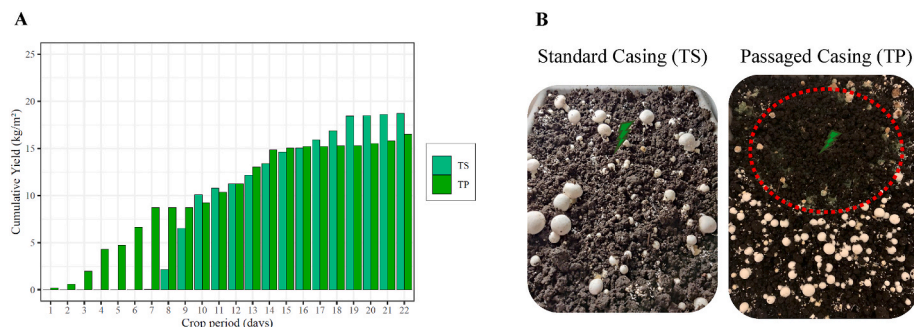 A
B
Standard Casing (TS)
Passaged Casing (TP)
Cumulative Yield (kg/m²)
25
20
15
10
5
0
TS
TP
1 2 3 4 5 6 7 8 9 10 11 12 13 14 15 16 17 18 19 20 21 22
Crop period (days)